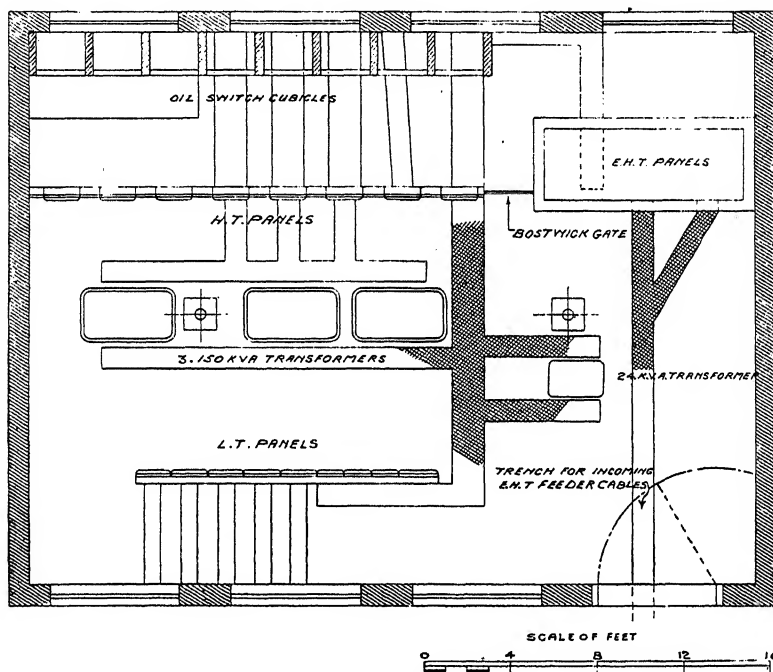 OIL SWITCH CUBICLES
E.H.T. PANELS
H.T. PANELS
BOSTWICK GATE
3.150 KVA TRANSFORMERS
24.K.V.A. TRANSFORMER
L.T. PANELS
TRENCH FOR INCOMING
E.H.T FEEDER CABLES
SCALE OF FEET
0 4 8 12